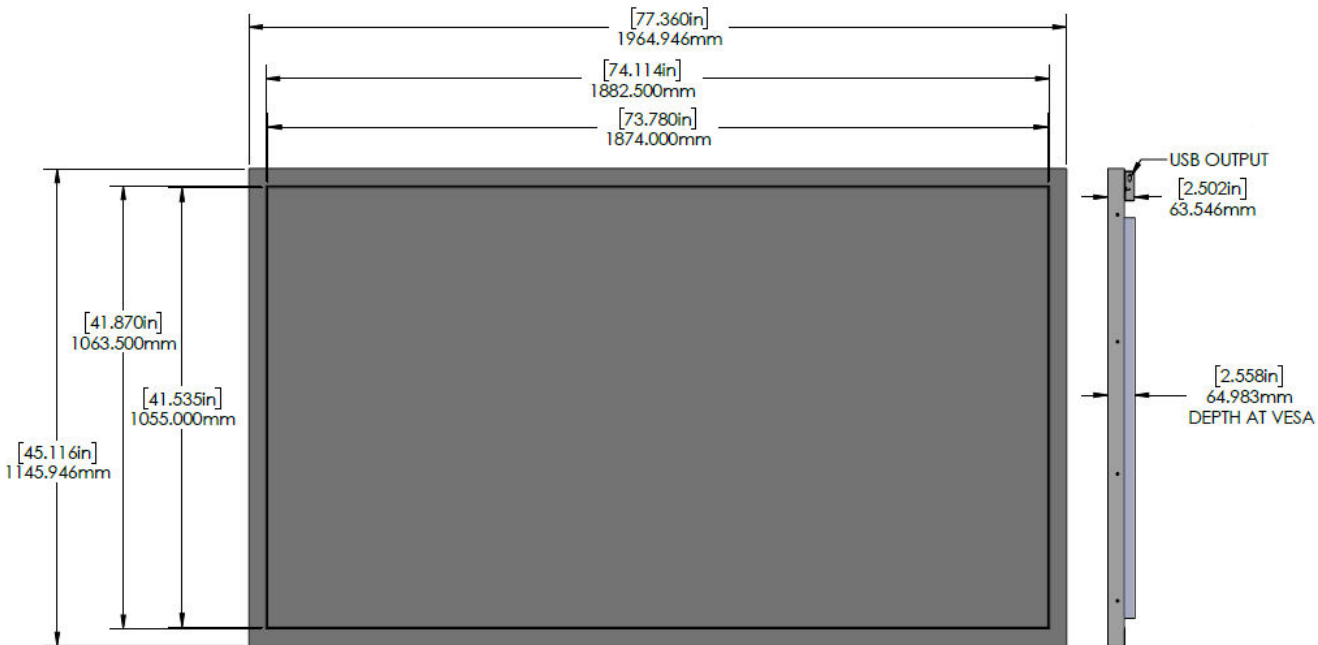 [77.360in]
1964.946mm
[74.114in]
1882.500mm
[73.780in]
1874.000mm
USB OUTPUT
[2.502in]
63.546mm
[41.870in]
1063.500mm
[41.535in]
1055.000mm
[2.558in]
64.983mm
DEPTH AT VESA
[45.116in]
1145.946mm